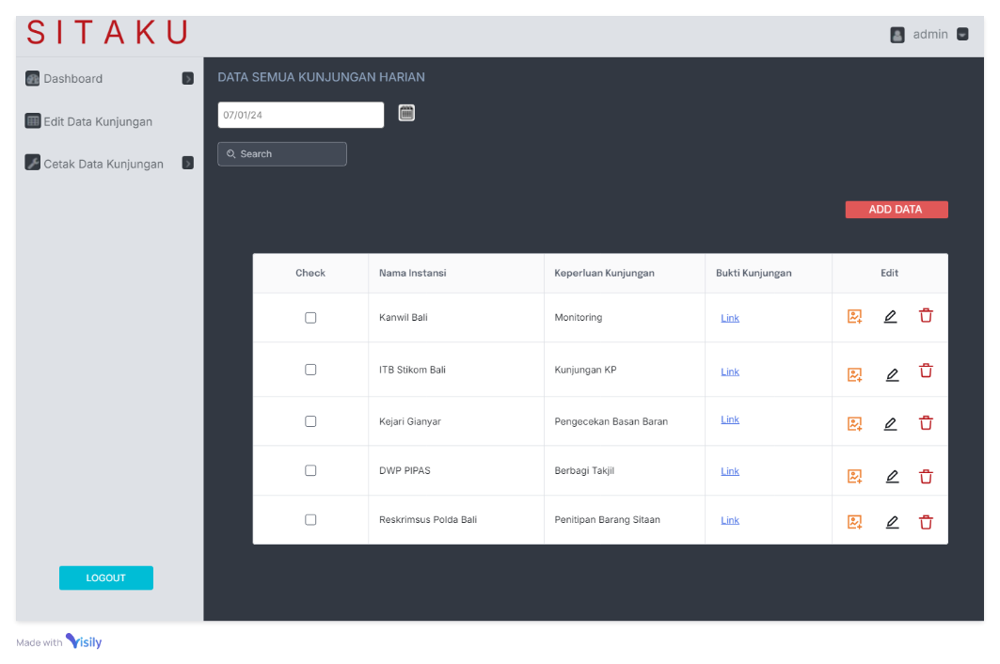 SITAKU
admin
Dashboard
Edit Data Kunjungan
Cetak Data Kunjungan
LOGOUT
DATA SEMUA KUNJUNGAN HARIAN
07/01/24
Search
ADD DATA
Check Nama Instansi Keperluan Kunjungan Bukti Kunjungan Edit
Kanwil Bali Monitoring Link
ITB Stikom Bali Kunjungan KP Link
Kejari Gianyar Pengecekan Basan Baran Link
DWP PIPAS Berbagi Takjil Link
Reskrimsus Polda Bali Penitipan Barang Sitaan Link
Made with Visily